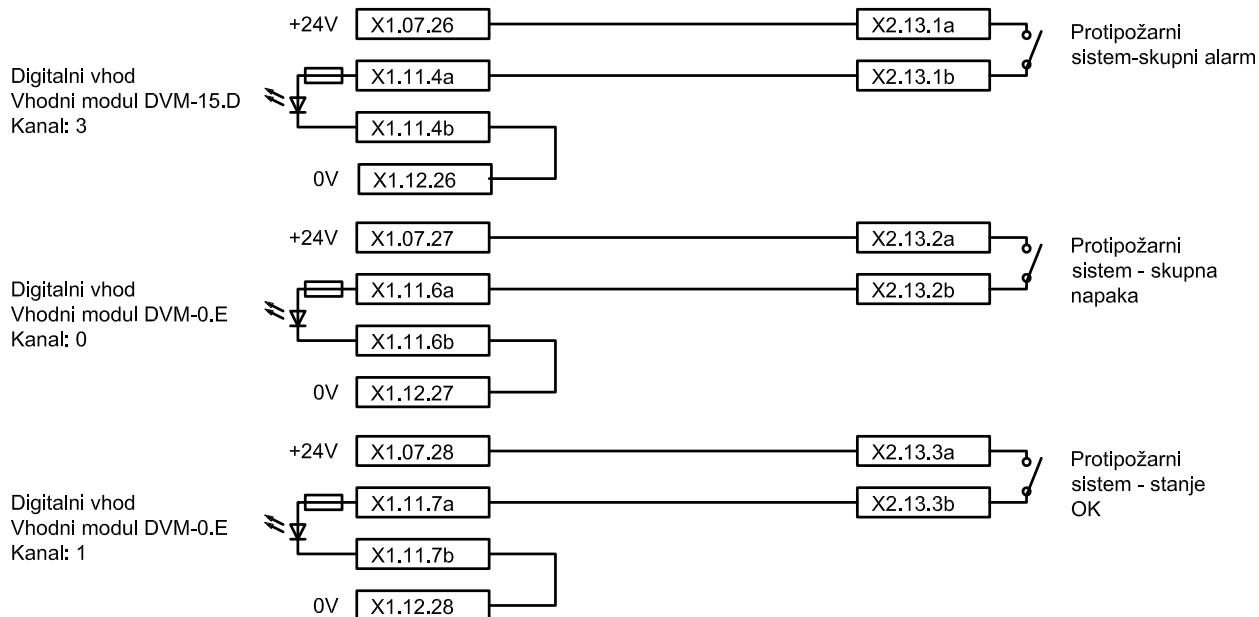 +24V X1.07.26 X2.13.1a
Protipožarni
sistem-skupni alarm
X1.11.4a X2.13.1b
Digitalni vhod
Vhodni modul DVM-15.D
Kanal: 3
X1.11.4b
0V X1.12.26
+24V X1.07.27 X2.13.2a
Protipožarni
sistem - skupna
napaka
X1.11.6a X2.13.2b
Digitalni vhod
Vhodni modul DVM-0.E
Kanal: 0
X1.11.6b
0V X1.12.27
+24V X1.07.28 X2.13.3a
Protipožarni
sistem - stanje
OK
X1.11.7a X2.13.3b
Digitalni vhod
Vhodni modul DVM-0.E
Kanal: 1
X1.11.7b
0V X1.12.28